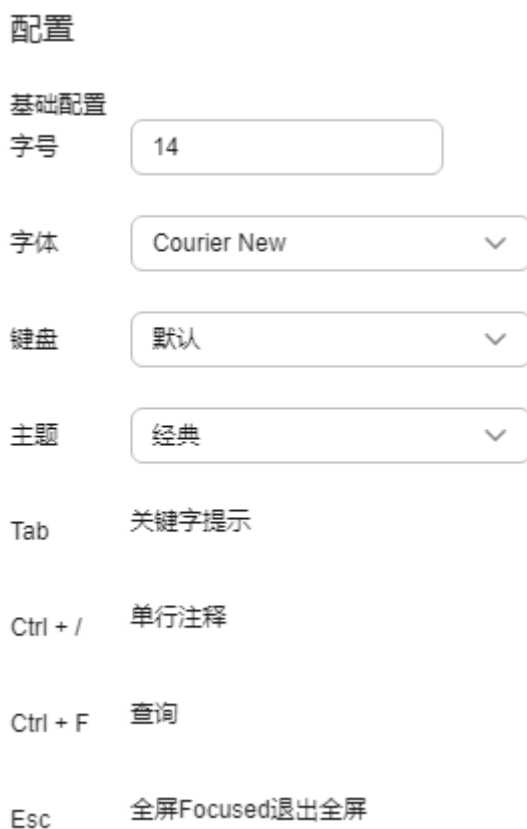 配置
基础配置
字号 14
字体 Courier New
键盘 默认
主题 经典
Tab 关键字提示
Ctrl + / 单行注释
Ctrl + F 查询
Esc 全屏Focused退出全屏